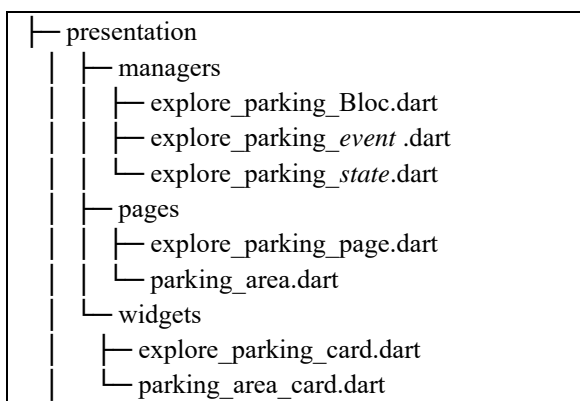 ├─ presentation
│ ├─ managers
│ │ ├─ explore_parking_Bloc.dart
│ │ ├─ explore_parking_event .dart
│ │ └─ explore_parking_state.dart
│ ├─ pages
│ │ ├─ explore_parking_page.dart
│ │ └─ parking_area.dart
│ └─ widgets
│ ├─ explore_parking_card.dart
│ └─ parking_area_card.dart